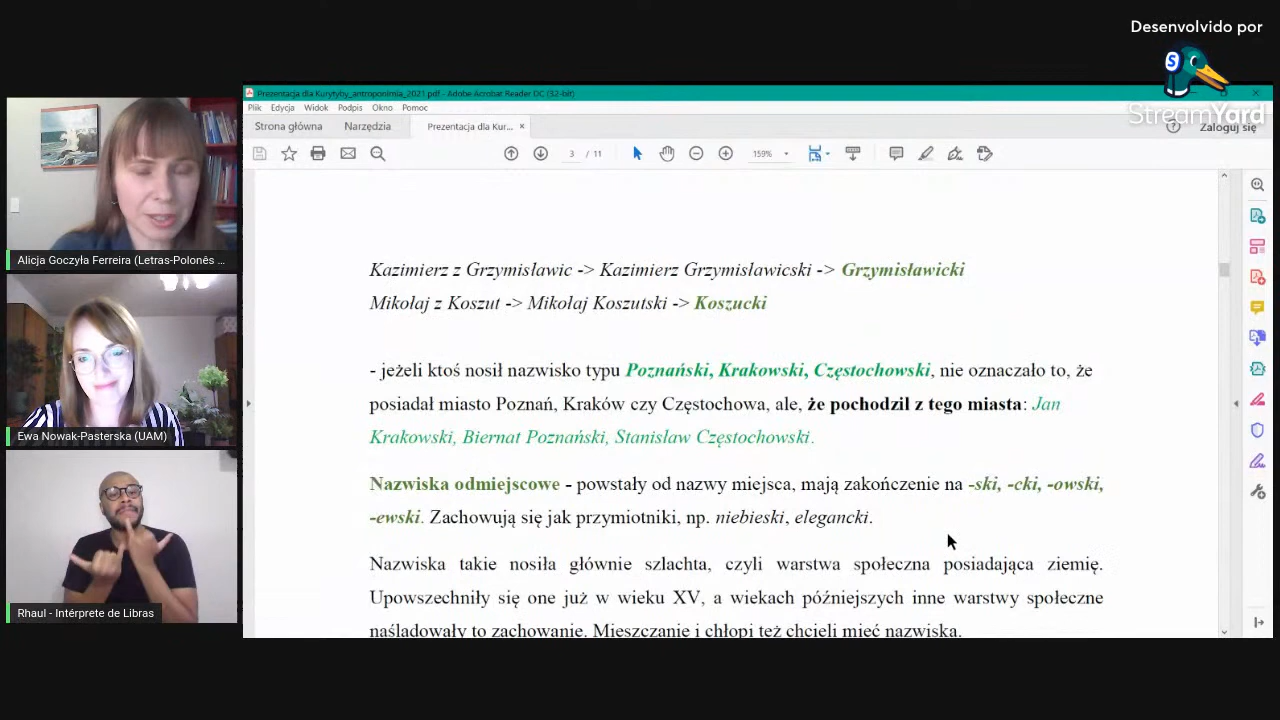 Desenvolvido por
StreamYard
Prezentacja dla Kurytyby_antroponimia_2021.pdf - Adobe Acrobat Reader DC (32-bit)
Plik Edycja Widok Podpis Okno Pomoc
Strona główna Narzędzia Prezentacja dla Kur... × Zaloguj się
3 / 11 159%
Kazimierz z Grzymisławic -> Kazimierz Grzymisławicski -> Grzymisławicki
Mikołaj z Koszut -> Mikołaj Koszutski -> Koszucki
- jeżeli ktoś nosił nazwisko typu Poznański, Krakowski, Częstochowski, nie oznaczało to, że
posiadał miasto Poznań, Kraków czy Częstochowa, ale, że pochodził z tego miasta: Jan
Krakowski, Biernat Poznański, Stanisław Częstochowski.
Nazwiska odmiejscowe - powstały od nazwy miejsca, mają zakończenie na -ski, -cki, -owski,
-ewski. Zachowują się jak przymiotniki, np. niebieski, elegancki.
Nazwiska takie nosiła głównie szlachta, czyli warstwa społeczna posiadająca ziemię.
Upowszechniły się one już w wieku XV, a wiekach późniejszych inne warstwy społeczne
naśladowały to zachowanie. Mieszczanie i chłopi też chcieli mieć nazwiska.
Alicja Goczyła Ferreira (Letras-Polonês ...
Ewa Nowak-Pasterska (UAM)
Rhaul - Intérprete de Libras